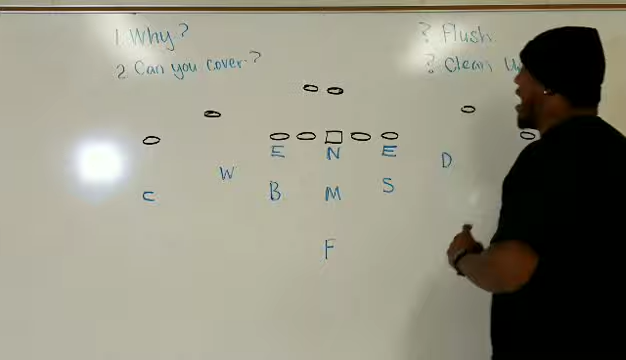 1. Why?
2 Can you cover?
? Flush
? Clean
E N E
D
W
C B M S
F